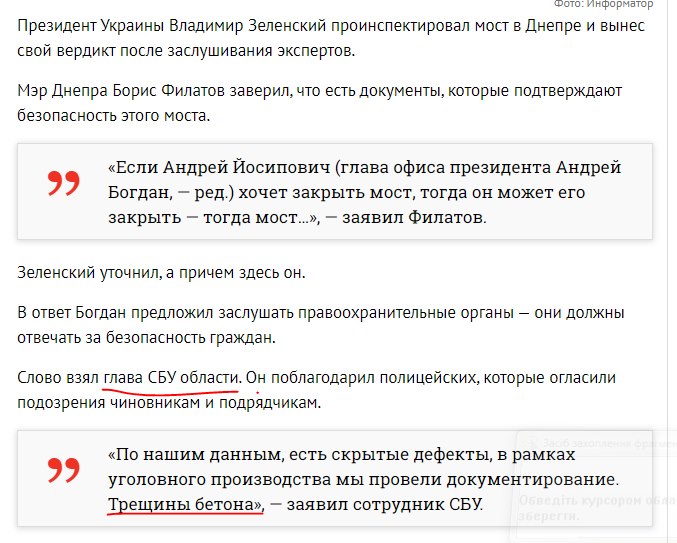 Фото: Информатор
Президент Украины Владимир Зеленский проинспектировал мост в Днепре и вынес
свой вердикт после заслушивания экспертов.
Мэр Днепра Борис Филатов заверил, что есть документы, которые подтверждают
безопасность этого моста.
«Если Андрей Йосипович (глава офиса президента Андрей
Богдан, — ред.) хочет закрыть мост, тогда он может его
закрыть — тогда мост…», — заявил Филатов.
Зеленский уточнил, а причем здесь он.
В ответ Богдан предложил заслушать правоохранительные органы — они должны
отвечать за безопасность граждан.
Слово взял глава СБУ области. Он поблагодарил полицейских, которые огласили
подозрения чиновникам и подрядчикам.
«По нашим данным, есть скрытые дефекты, в рамках
уголовного производства мы провели документирование.
Трещины бетона», — заявил сотрудник СБУ.
Засіб захоплення фрагмен
Обведіть курсором обла
зберегти.